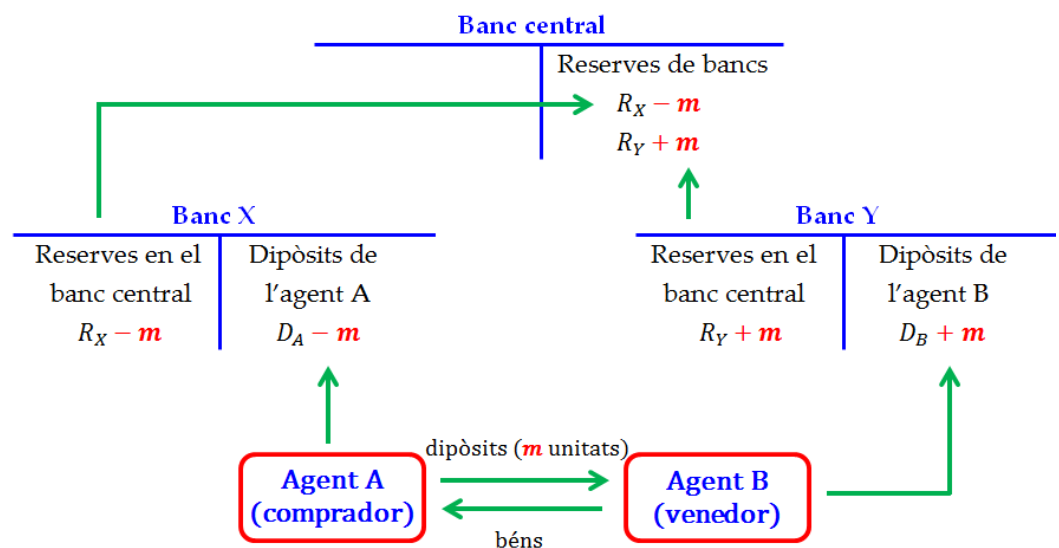 Banc central
Reserves de bancs
R_X − m
R_Y + m
Banc X
Reserves en el
banc central
R_X − m
Dipòsits de
l’agent A
D_A − m
Banc Y
Reserves en el
banc central
R_Y + m
Dipòsits de
l’agent B
D_B + m
Agent A
(comprador)
dipòsits (m unitats)
béns
Agent B
(venedor)